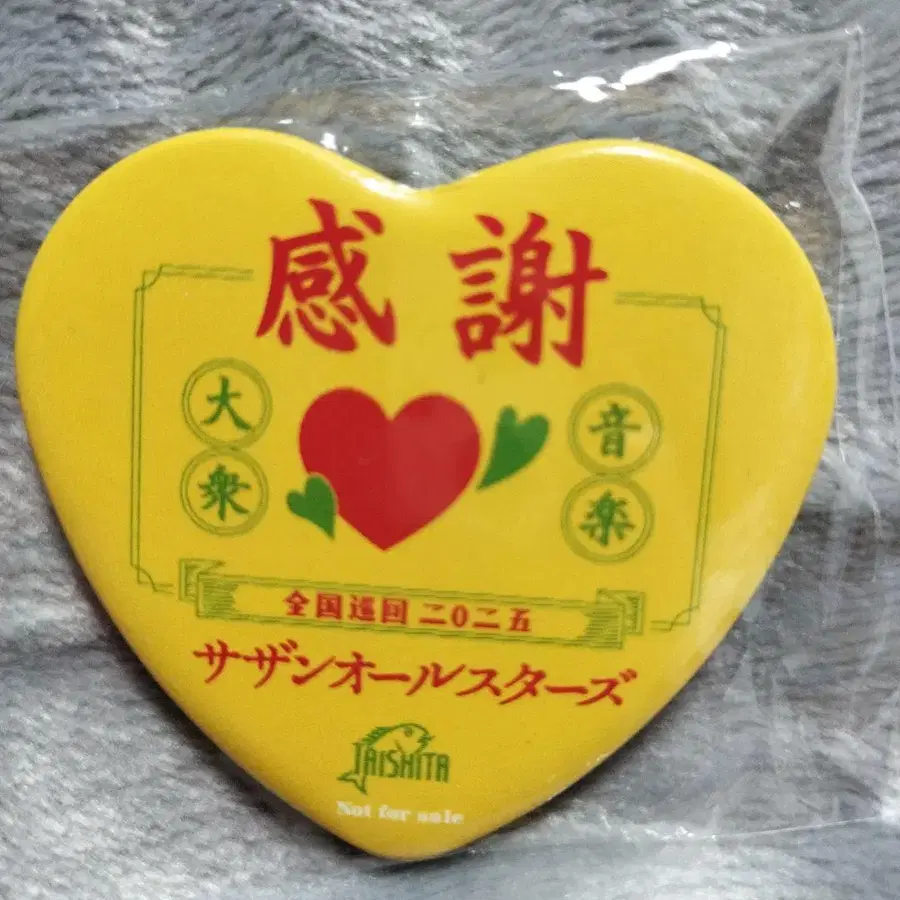 感謝
大衆
音楽
全国巡回 二〇二五
サザンオールスターズ
TAISHITA
Not for sale